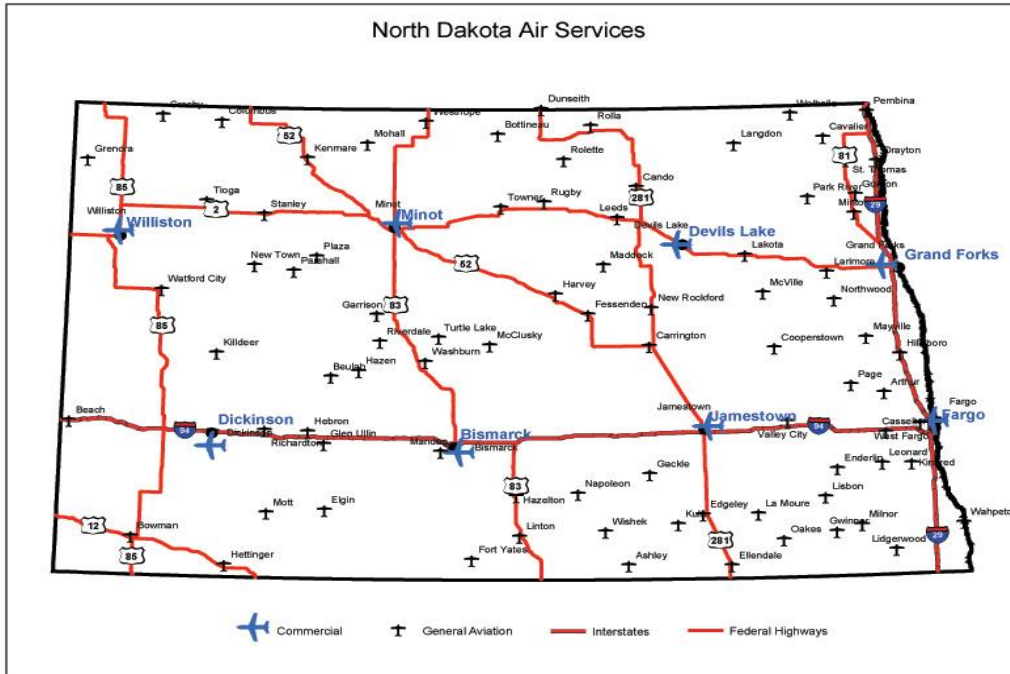 North Dakota Air Services
Dunseith
Pembina
Columbus
Westhope
Rolla
Walhalla
Bottineau
Mohall
Langdon
Cavalier
52
Grenora
Kenmare
Rolette
81
Drayton
St. Thomas
85
Cando
Tioga
Park River
Grafton
2
Stanley
Towner
Rugby
281
Minto
29
Williston
Minot
Leeds
Williston
Minot
Devils Lake
Devils Lake
Grand Forks
Lakota
Larimore
Grand Forks
New Town
Plaza
Parshall
52
Maddock
Watford City
McVille
Northwood
Harvey
Garrison
83
Fessenden
New Rockford
85
Riverdale
Turtle Lake
Carrington
Mayville
Killdeer
McClusky
Cooperstown
Hillsboro
Washburn
Beulah
Hazen
Page
Arthur
Fargo
Beach
Dickinson
Hebron
Jamestown
Jamestown
Fargo
94
Dickinson
Bismarck
94
Casselton
Richardton
Glen Ullin
Mandan
Bismarck
Valley City
West Fargo
Enderlin
Leonard
Kindred
Gackle
83
Napoleon
Lisbon
Mott
Elgin
Hazelton
Edgeley
La Moure
Wahpeton
12
Bowman
Linton
Wishek
Kulm
Gwinner
Milnor
281
Oakes
29
85
Hettinger
Fort Yates
Ashley
Ellendale
Lidgerwood
Commercial
General Aviation
Interstates
Federal Highways